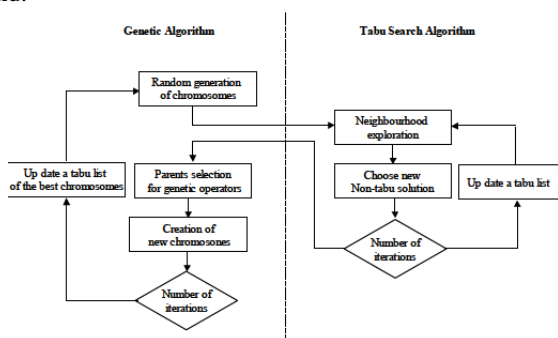 Genetic Algorithm
Tabu Search Algorithm
Random generation
of chromosomes
Neighbourhood
exploration
Up date a tabu list
of the best chromosomes
Parents selection
for genetic operators
Choose new
Non-tabu solution
Up date a tabu list
Creation of
new chromosones
Number of
iterations
Number of
iterations